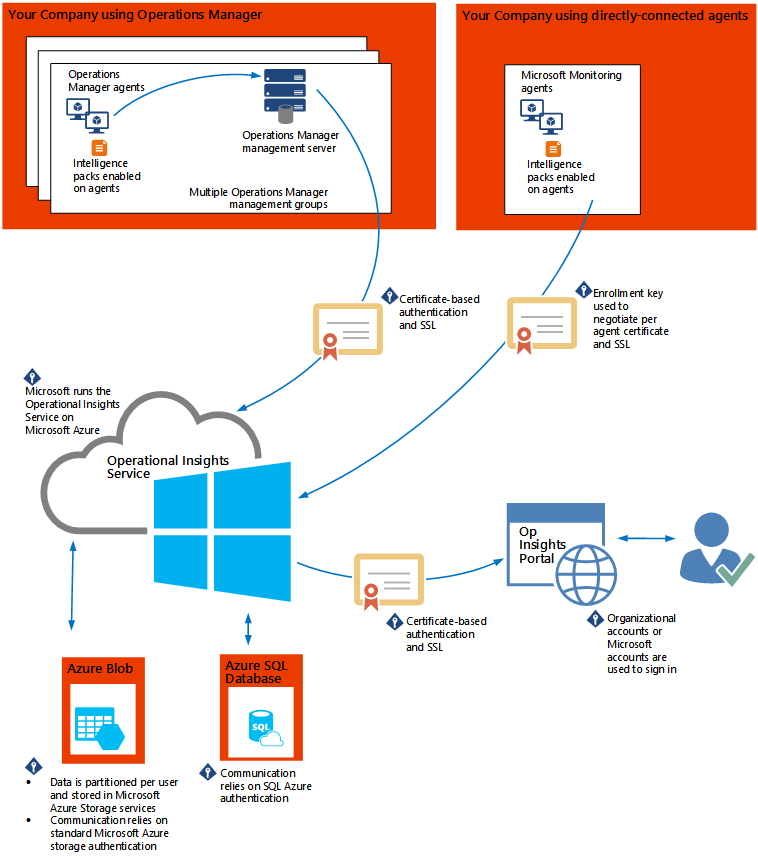 Your Company using Operations Manager
Operations
Manager agents
Intelligence
packs enabled
on agents
Operations Manager
management server
Multiple Operations Manager
management groups
Your Company using directly-connected agents
Microsoft Monitoring
agents
Intelligence
packs enabled
on agents
Certificate-based
authentication
and SSL
Enrollment key
used to
negotiate per
agent certificate
and SSL
Microsoft runs the
Operational Insights
Service on
Microsoft Azure
Operational Insights
Service
Op
Insights
Portal
Certificate-based
authentication
and SSL
Organizational
accounts or
Microsoft
accounts are
used to sign in
Azure Blob
Azure SQL
Database
SQL
• Data is partitioned per user
and stored in Microsoft
Azure Storage services
• Communication relies on
standard Microsoft Azure
storage authentication
Communication
relies on SQL Azure
authentication